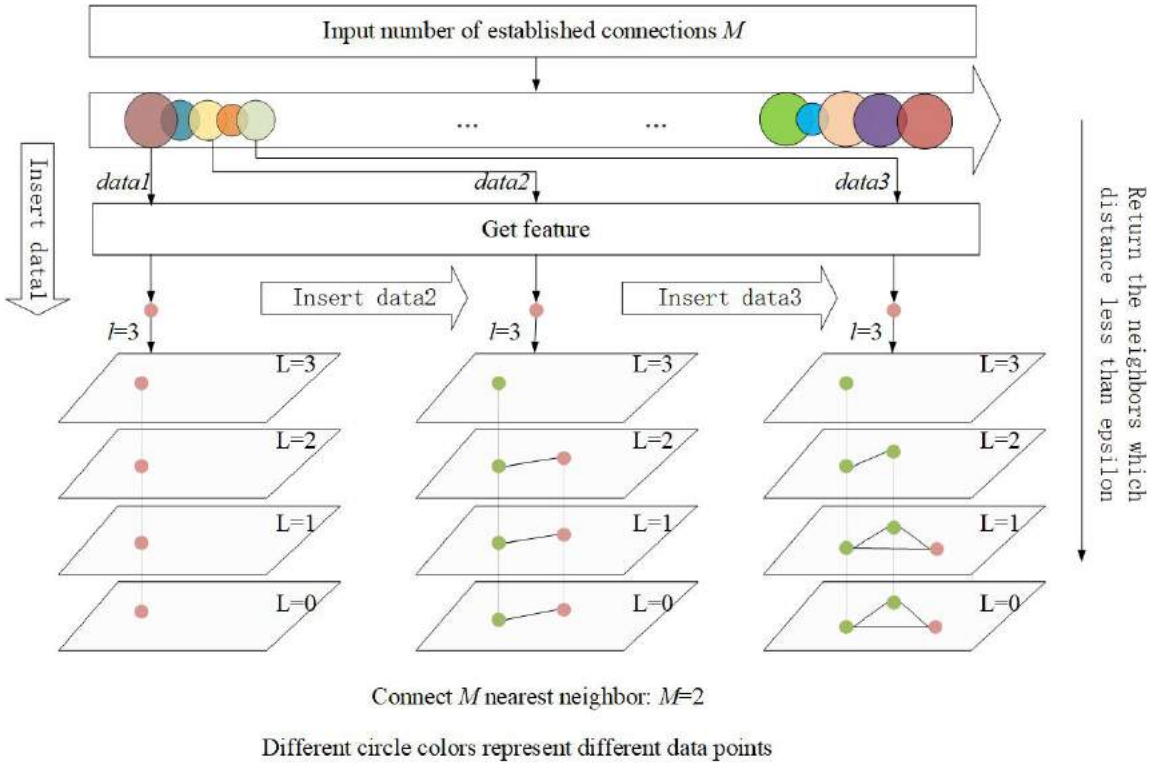 Input number of established connections M
... ...
Insert data1
data1 data2 data3
Get feature
Insert data2 Insert data3
l=3 l=3 l=3
L=3 L=3 L=3
L=2 L=2 L=2
L=1 L=1 L=1
L=0 L=0 L=0
Return the neighbors which
distance less than epsilon
Connect M nearest neighbor: M=2
Different circle colors represent different data points